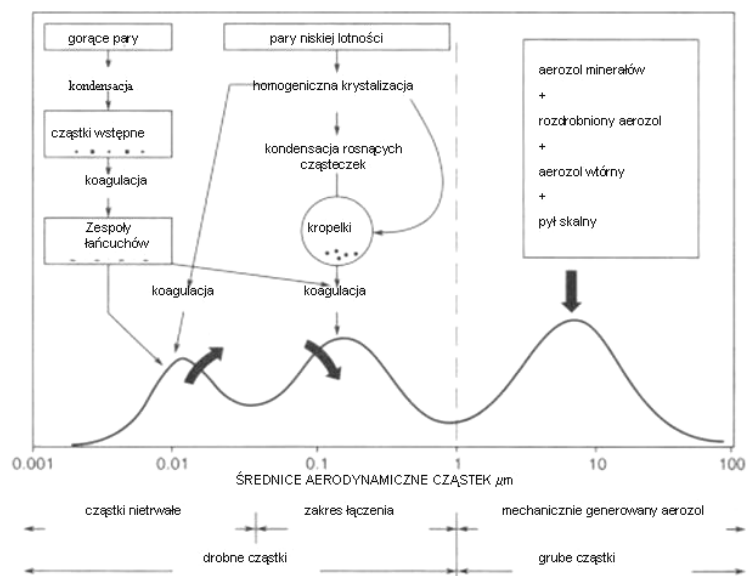 gorące pary
pary niskiej lotności
kondensacja
homogeniczna krystalizacja
cząstki wstępne
kondensacja rosnących
cząsteczek
koagulacja
Zespoły
łańcuchów
kropelki
koagulacja
koagulacja
aerozol minerałów
+
rozdrobniony aerozol
+
aerozol wtórny
+
pył skalny
0.001
0.01
0.1
1
10
100
ŚREDNICE AERODYNAMICZNE CZĄSTEK μm
cząstki nietrwałe
zakres łączenia
mechanicznie generowany aerozol
drobne cząstki
grube cząstki